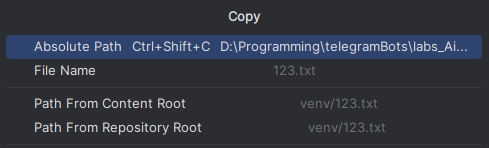 Copy
Absolute Path Ctrl+Shift+C D:\Programming\telegramBots\labs_Ai...
File Name 123.txt
Path From Content Root venv/123.txt
Path From Repository Root venv/123.txt